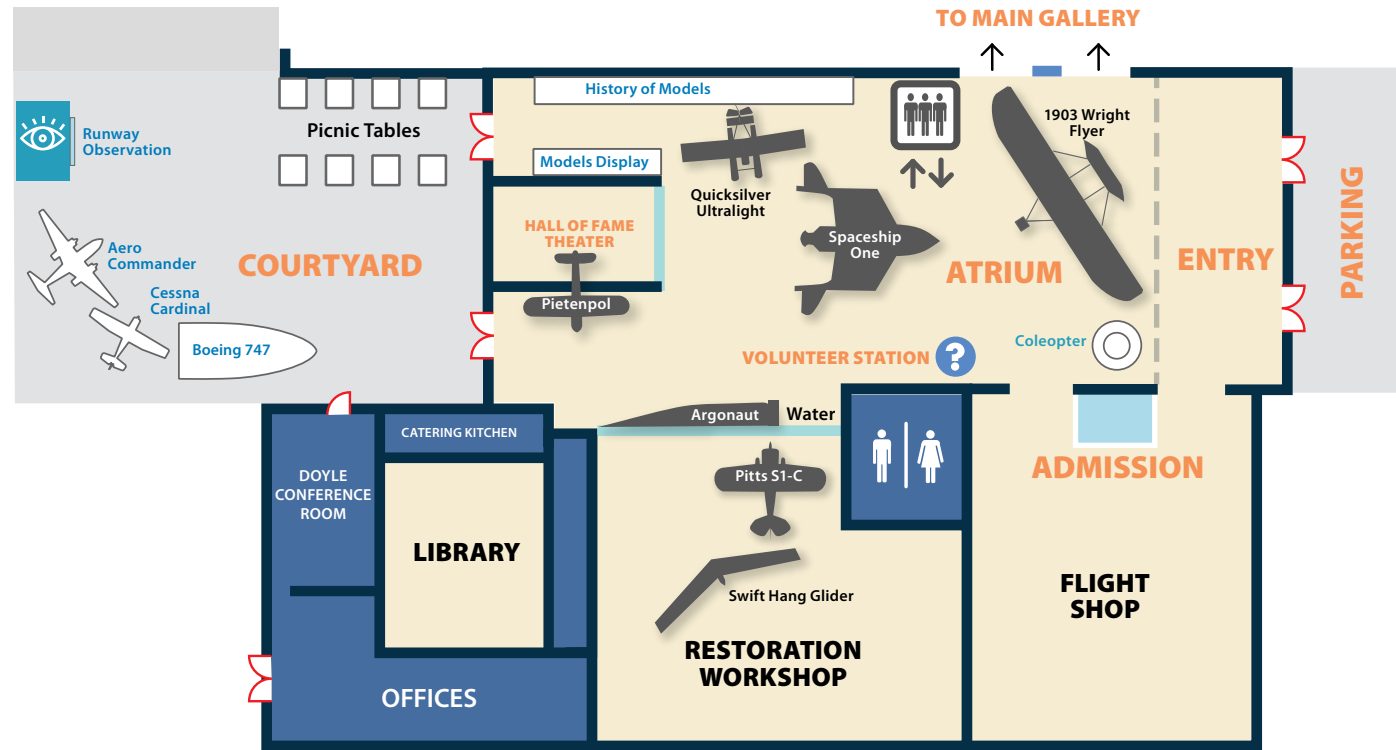 TO MAIN GALLERY
History of Models
Picnic Tables
Runway
Observation
Models Display
1903 Wright
Flyer
Quicksilver
Ultralight
HALL OF FAME
THEATER
Spaceship
One
Aero
Commander
COURTYARD
ATRIUM
ENTRY
PARKING
Cessna
Cardinal
Pietenpol
Boeing 747
VOLUNTEER STATION
?
Coleopter
Argonaut
Water
CATERING KITCHEN
DOYLE
CONFERENCE
ROOM
Pitts S1-C
ADMISSION
LIBRARY
Swift Hang Glider
FLIGHT
SHOP
RESTORATION
WORKSHOP
OFFICES